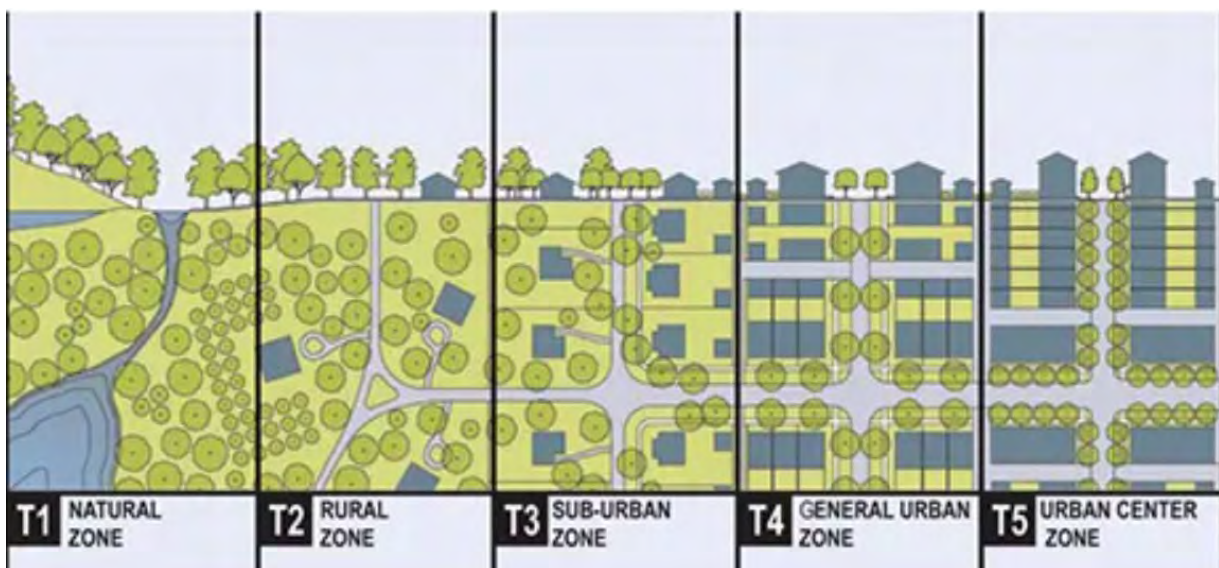 T1 NATURAL
ZONE
T2 RURAL
ZONE
T3 SUB-URBAN
ZONE
T4 GENERAL URBAN
ZONE
T5 URBAN CENTER
ZONE